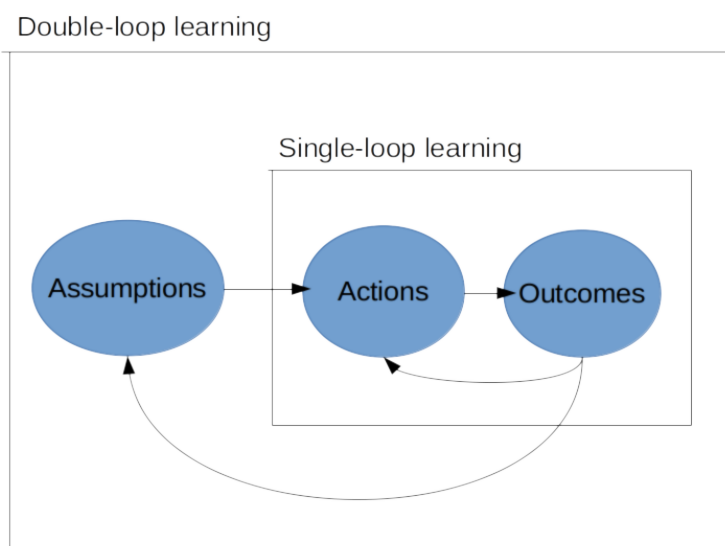 Double-loop learning
Single-loop learning
Assumptions
Actions
Outcomes